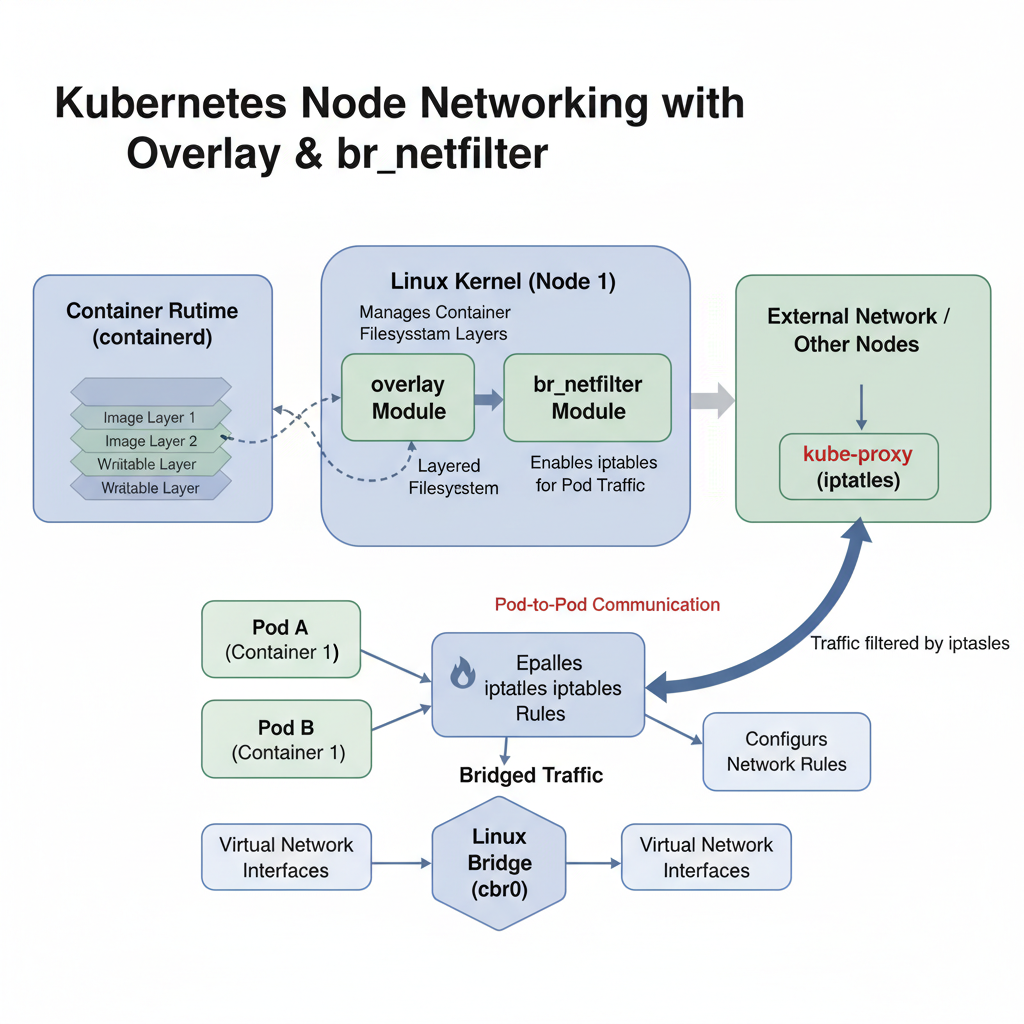 Kubernetes Node Networking with
Overlay & br_netfilter
Container Rutime
(containerd)
Image Layer 1
Image Layer 2
Writable Layer
Writable Layer
Linux Kernel (Node 1)
Manages Container
Filesysstam Layers
overlay
Module
br_netfilter
Module
Layered
Filesystem
Enables iptables
for Pod Traffic
External Network /
Other Nodes
kube-proxy
(iptatles)
Pod-to-Pod Communication
Traffic filtered by iptasles
Pod A
(Container 1)
Pod B
(Container 1)
Epalles
iptatles iptables
Rules
Configurs
Network Rules
Bridged Traffic
Virtual Network
Interfaces
Linux
Bridge
(cbr0)
Virtual Network
Interfaces